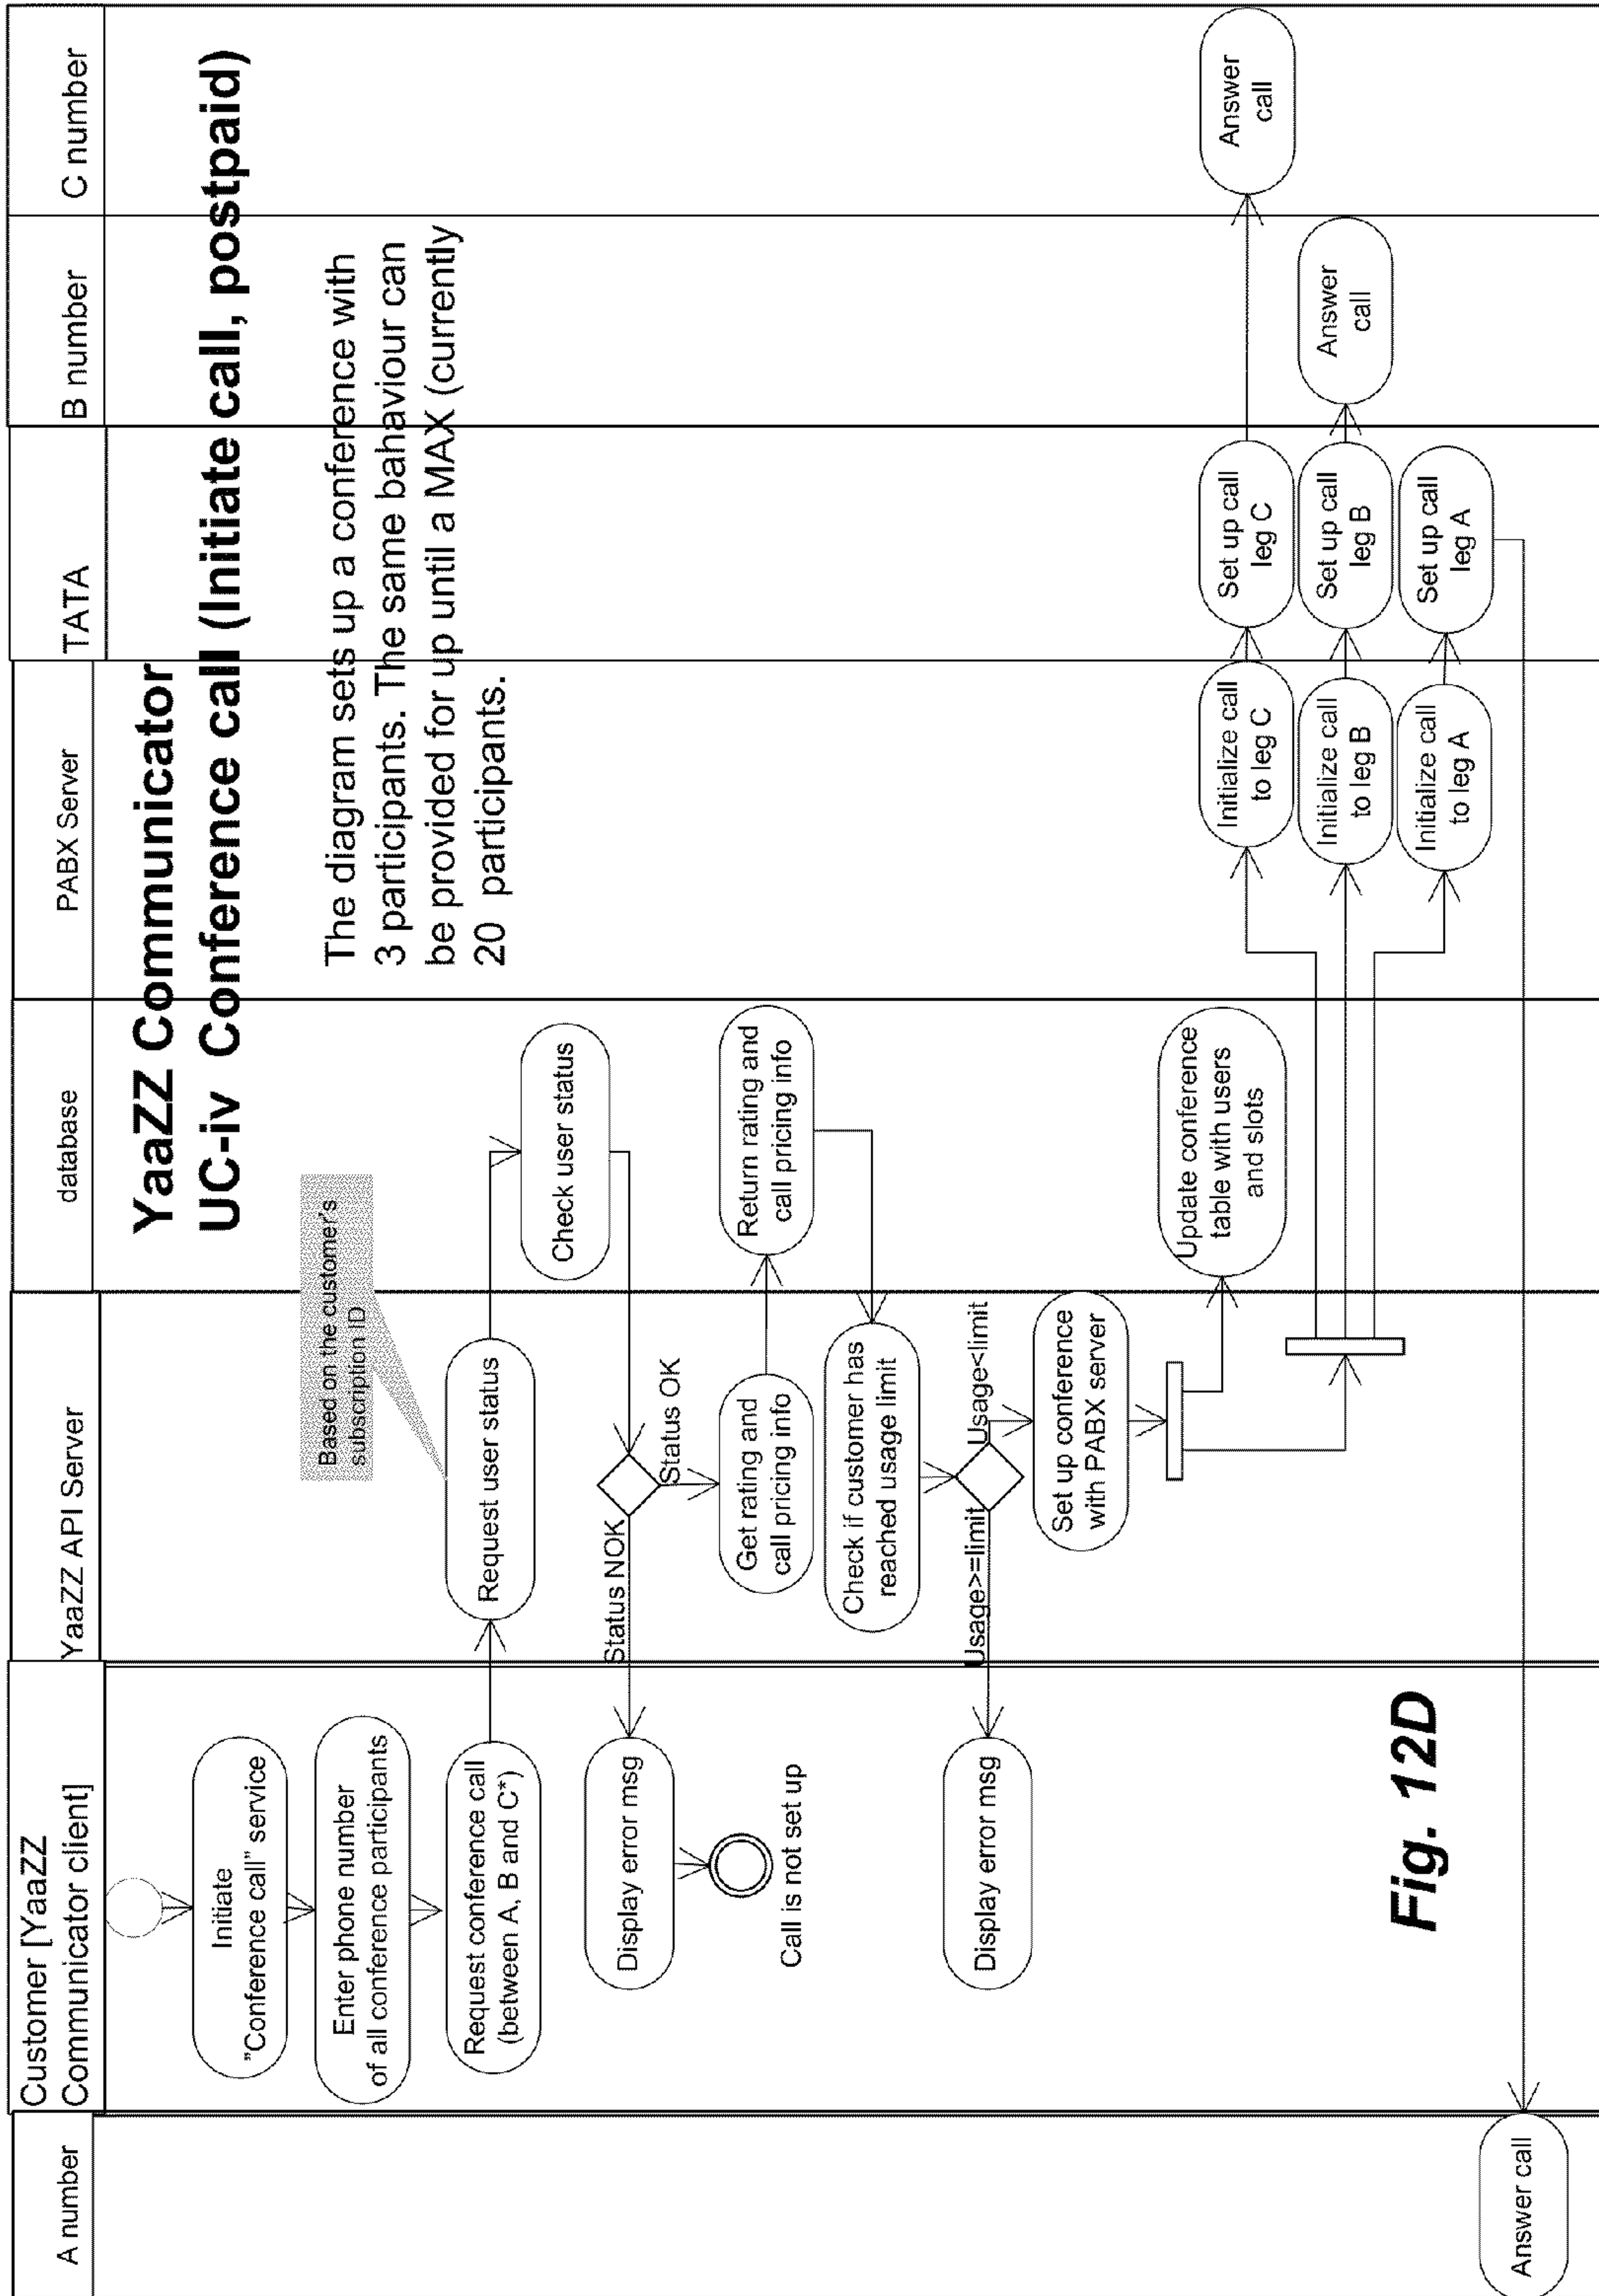 A number
Customer [YaaZZ
Communicator client]
YaaZZ API Server
database
PABX Server
TATA
B number
C number
YaaZZ Communicator
UC-iv Conference call (Initiate call, postpaid)
The diagram sets up a conference with
3 participants. The same bahaviour can
be provided for up until a MAX (currently
20 participants.
Initiate
"Conference call" service
Enter phone number
of all conference participants
Request conference call
(between A, B and C*)
Based on the customer's
subscription ID
Request user status
Check user status
Status NOK
Status OK
Display error msg
Call is not set up
Get rating and
call pricing info
Return rating and
call pricing info
Check if customer has
reached usage limit
Usage>=limit
Usage<limit
Display error msg
Set up conference
with PABX server
Update conference
table with users
and slots
Initialize call
to leg C
Set up call
leg C
Answer
call
Initialize call
to leg B
Set up call
leg B
Answer
call
Initialize call
to leg A
Set up call
leg A
Answer call
Fig. 12D